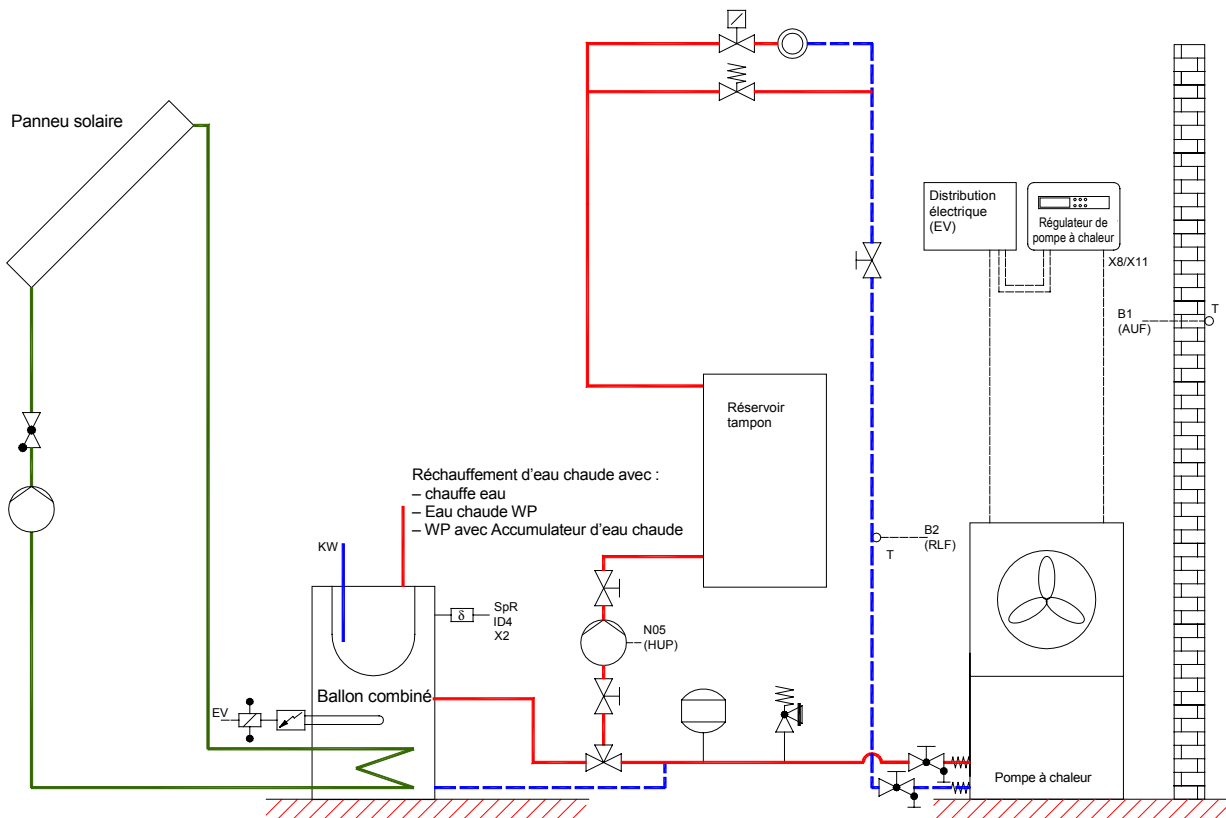 Panneu solaire
Distribution
électrique
(EV)
Régulateur de
pompe à chaleur
X8/X11
B1
(AUF)
T
Réservoir
tampon
Réchauffement d'eau chaude avec :
– chauffe eau
– Eau chaude WP
– WP avec Accumulateur d'eau chaude
KW
B2
(RLF)
T
δ
SpR
ID4
X2
N05
(HUP)
Ballon combiné
EV
Pompe à chaleur